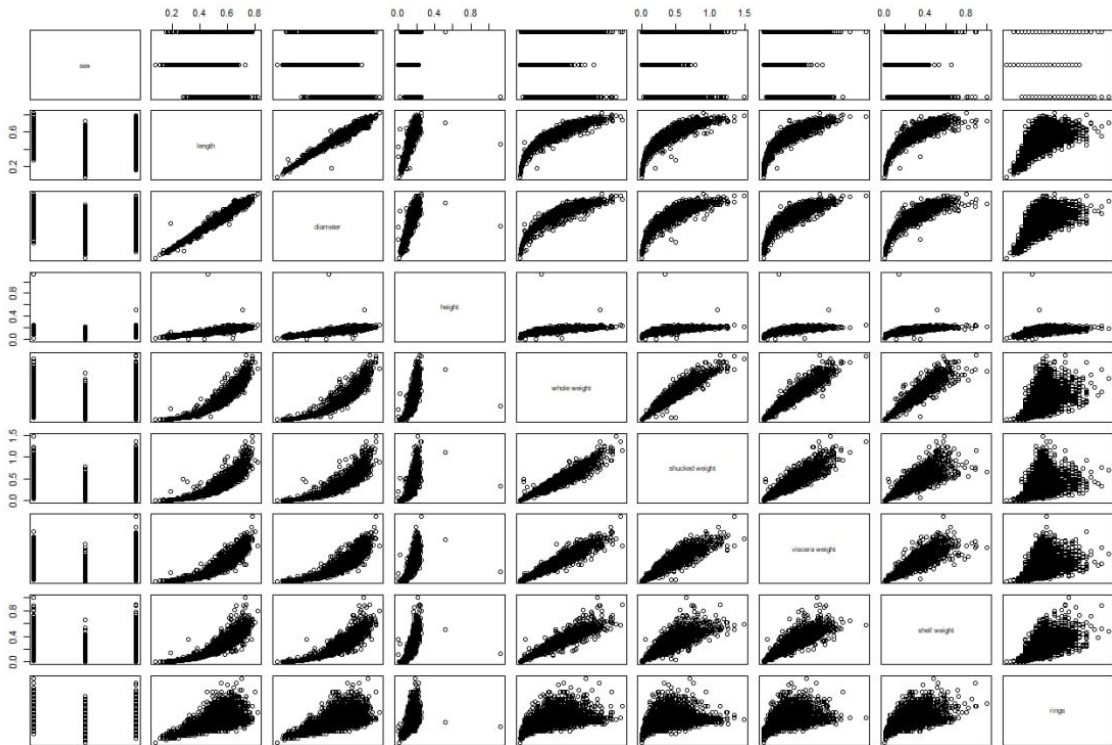 0.2 0.4 0.6 0.8
0.0 0.4 0.8
0.0 0.5 1.0 1.5
0.0 0.4 0.8
sex
0.2 0.6
length
diameter
0.0 0.4 0.8
height
whole weight
0.0 0.5 1.0 1.5
shucked weight
viscera weight
0.0 0.4 0.8
shell weight
rings